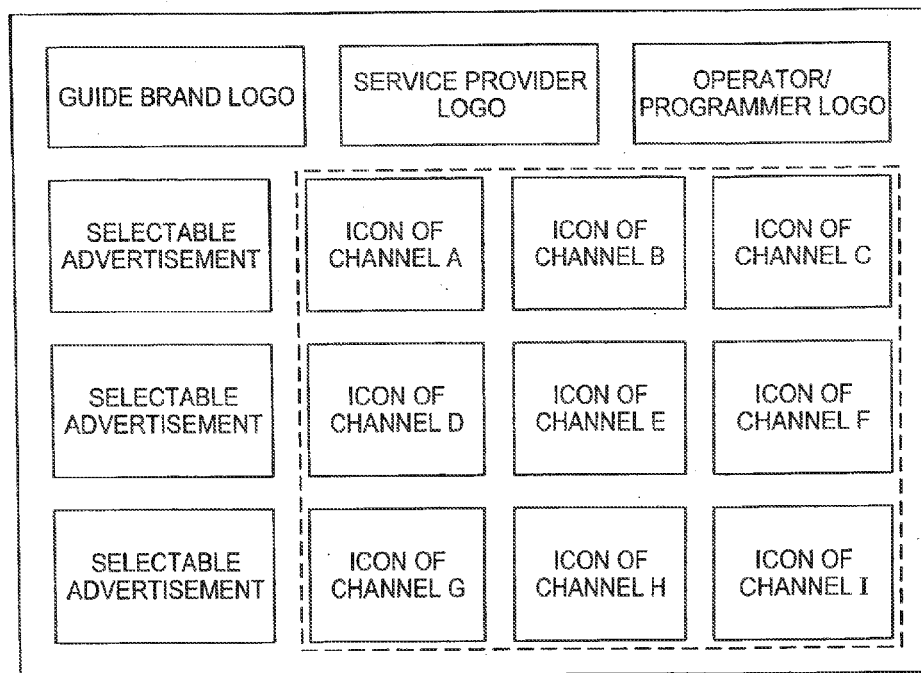 GUIDE BRAND LOGO
SERVICE PROVIDER
LOGO
OPERATOR/
PROGRAMMER LOGO
SELECTABLE
ADVERTISEMENT
ICON OF
CHANNEL A
ICON OF
CHANNEL B
ICON OF
CHANNEL C
SELECTABLE
ADVERTISEMENT
ICON OF
CHANNEL D
ICON OF
CHANNEL E
ICON OF
CHANNEL F
SELECTABLE
ADVERTISEMENT
ICON OF
CHANNEL G
ICON OF
CHANNEL H
ICON OF
CHANNEL I